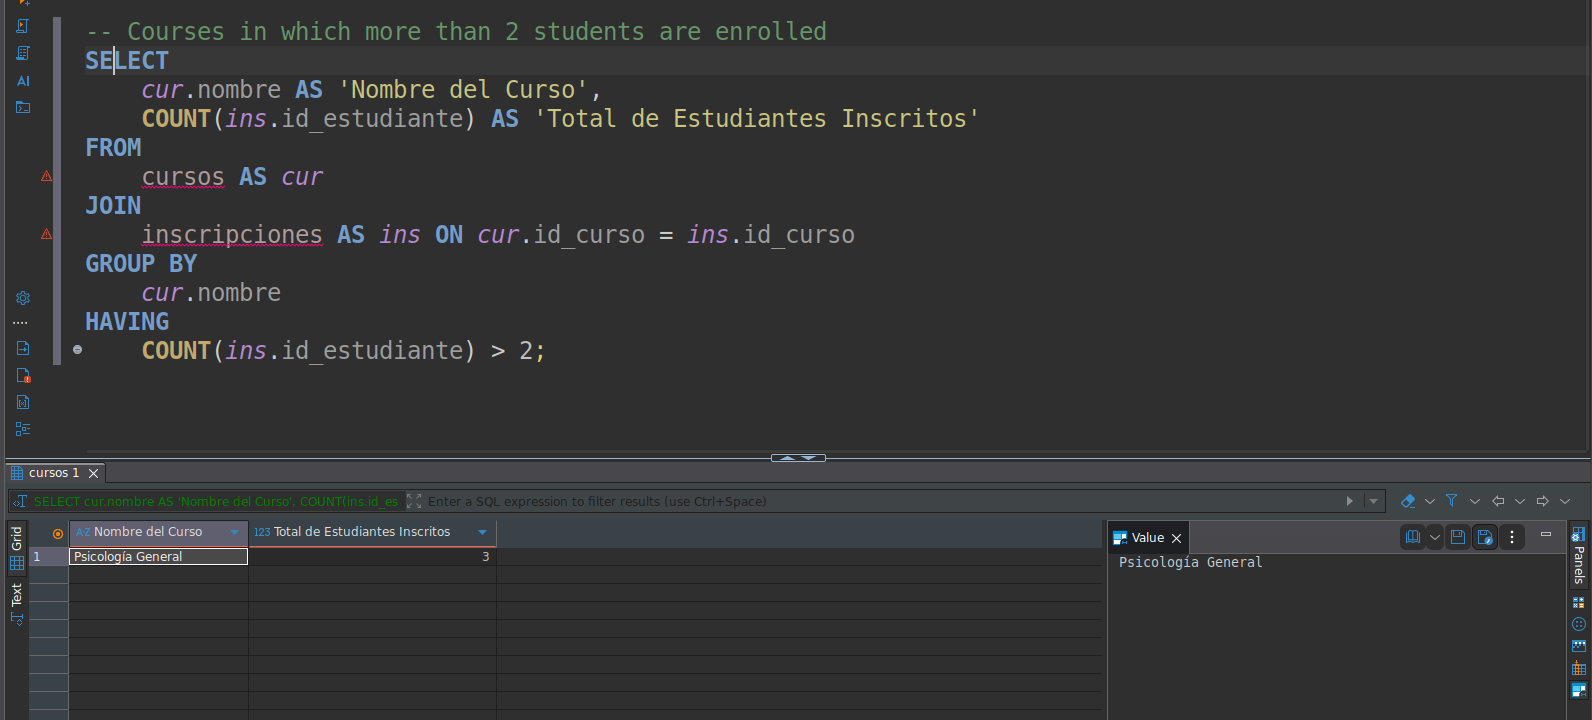 -- Courses in which more than 2 students are enrolled
SELECT
cur.nombre AS 'Nombre del Curso',
COUNT(ins.id_estudiante) AS 'Total de Estudiantes Inscritos'
FROM
cursos AS cur
JOIN
inscripciones AS ins ON cur.id_curso = ins.id_curso
GROUP BY
cur.nombre
HAVING
COUNT(ins.id_estudiante) > 2;
AI
cursos 1
SELECT cur.nombre AS 'Nombre del Curso', COUNT(ins.id_es
Enter a SQL expression to filter results (use Ctrl+Space)
Grid
Text
A-Z Nombre del Curso
123 Total de Estudiantes Inscritos
1 Psicología General 3
Value
Psicología General
Panels